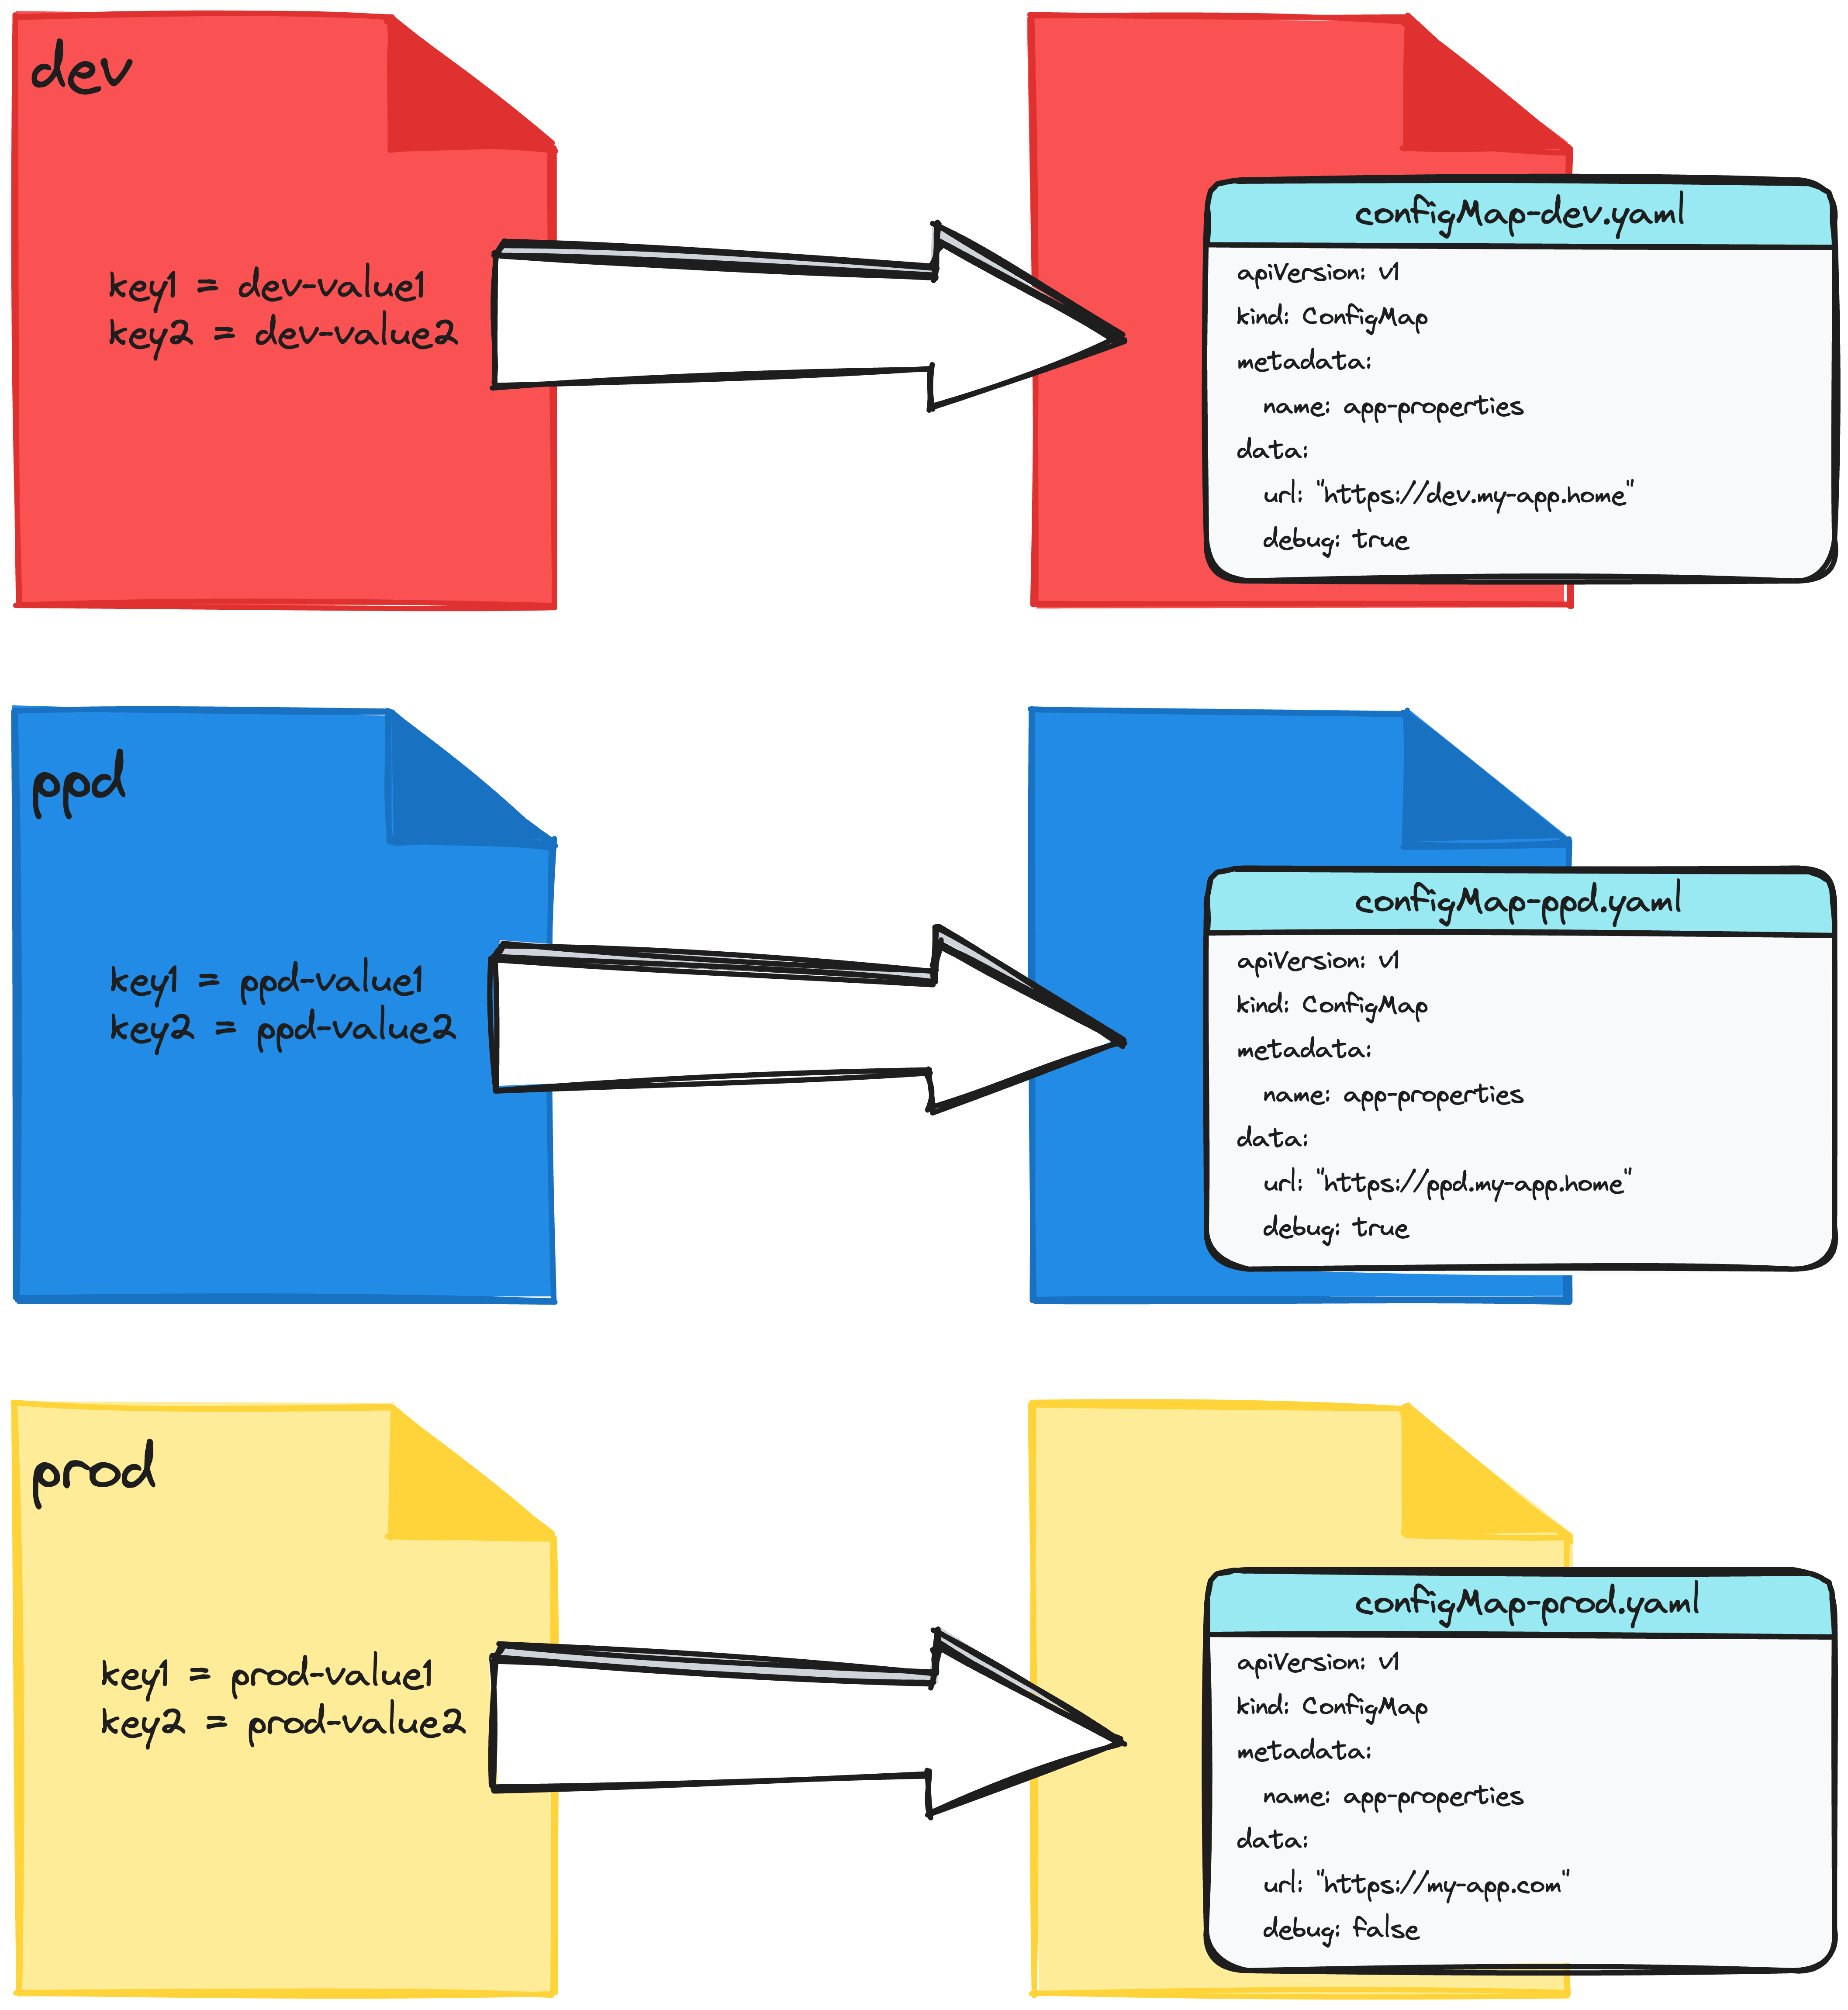 dev
key1 = dev-value1
key2 = dev-value2
configMap-dev.yaml
apiVersion: v1
kind: ConfigMap
metadata:
  name: app-properties
data:
  url: "https://dev.my-app.home"
  debug: true
ppd
key1 = ppd-value1
key2 = ppd-value2
configMap-ppd.yaml
apiVersion: v1
kind: ConfigMap
metadata:
  name: app-properties
data:
  url: "https://ppd.my-app.home"
  debug: true
prod
key1 = prod-value1
key2 = prod-value2
configMap-prod.yaml
apiVersion: v1
kind: ConfigMap
metadata:
  name: app-properties
data:
  url: "https://my-app.com"
  debug: false